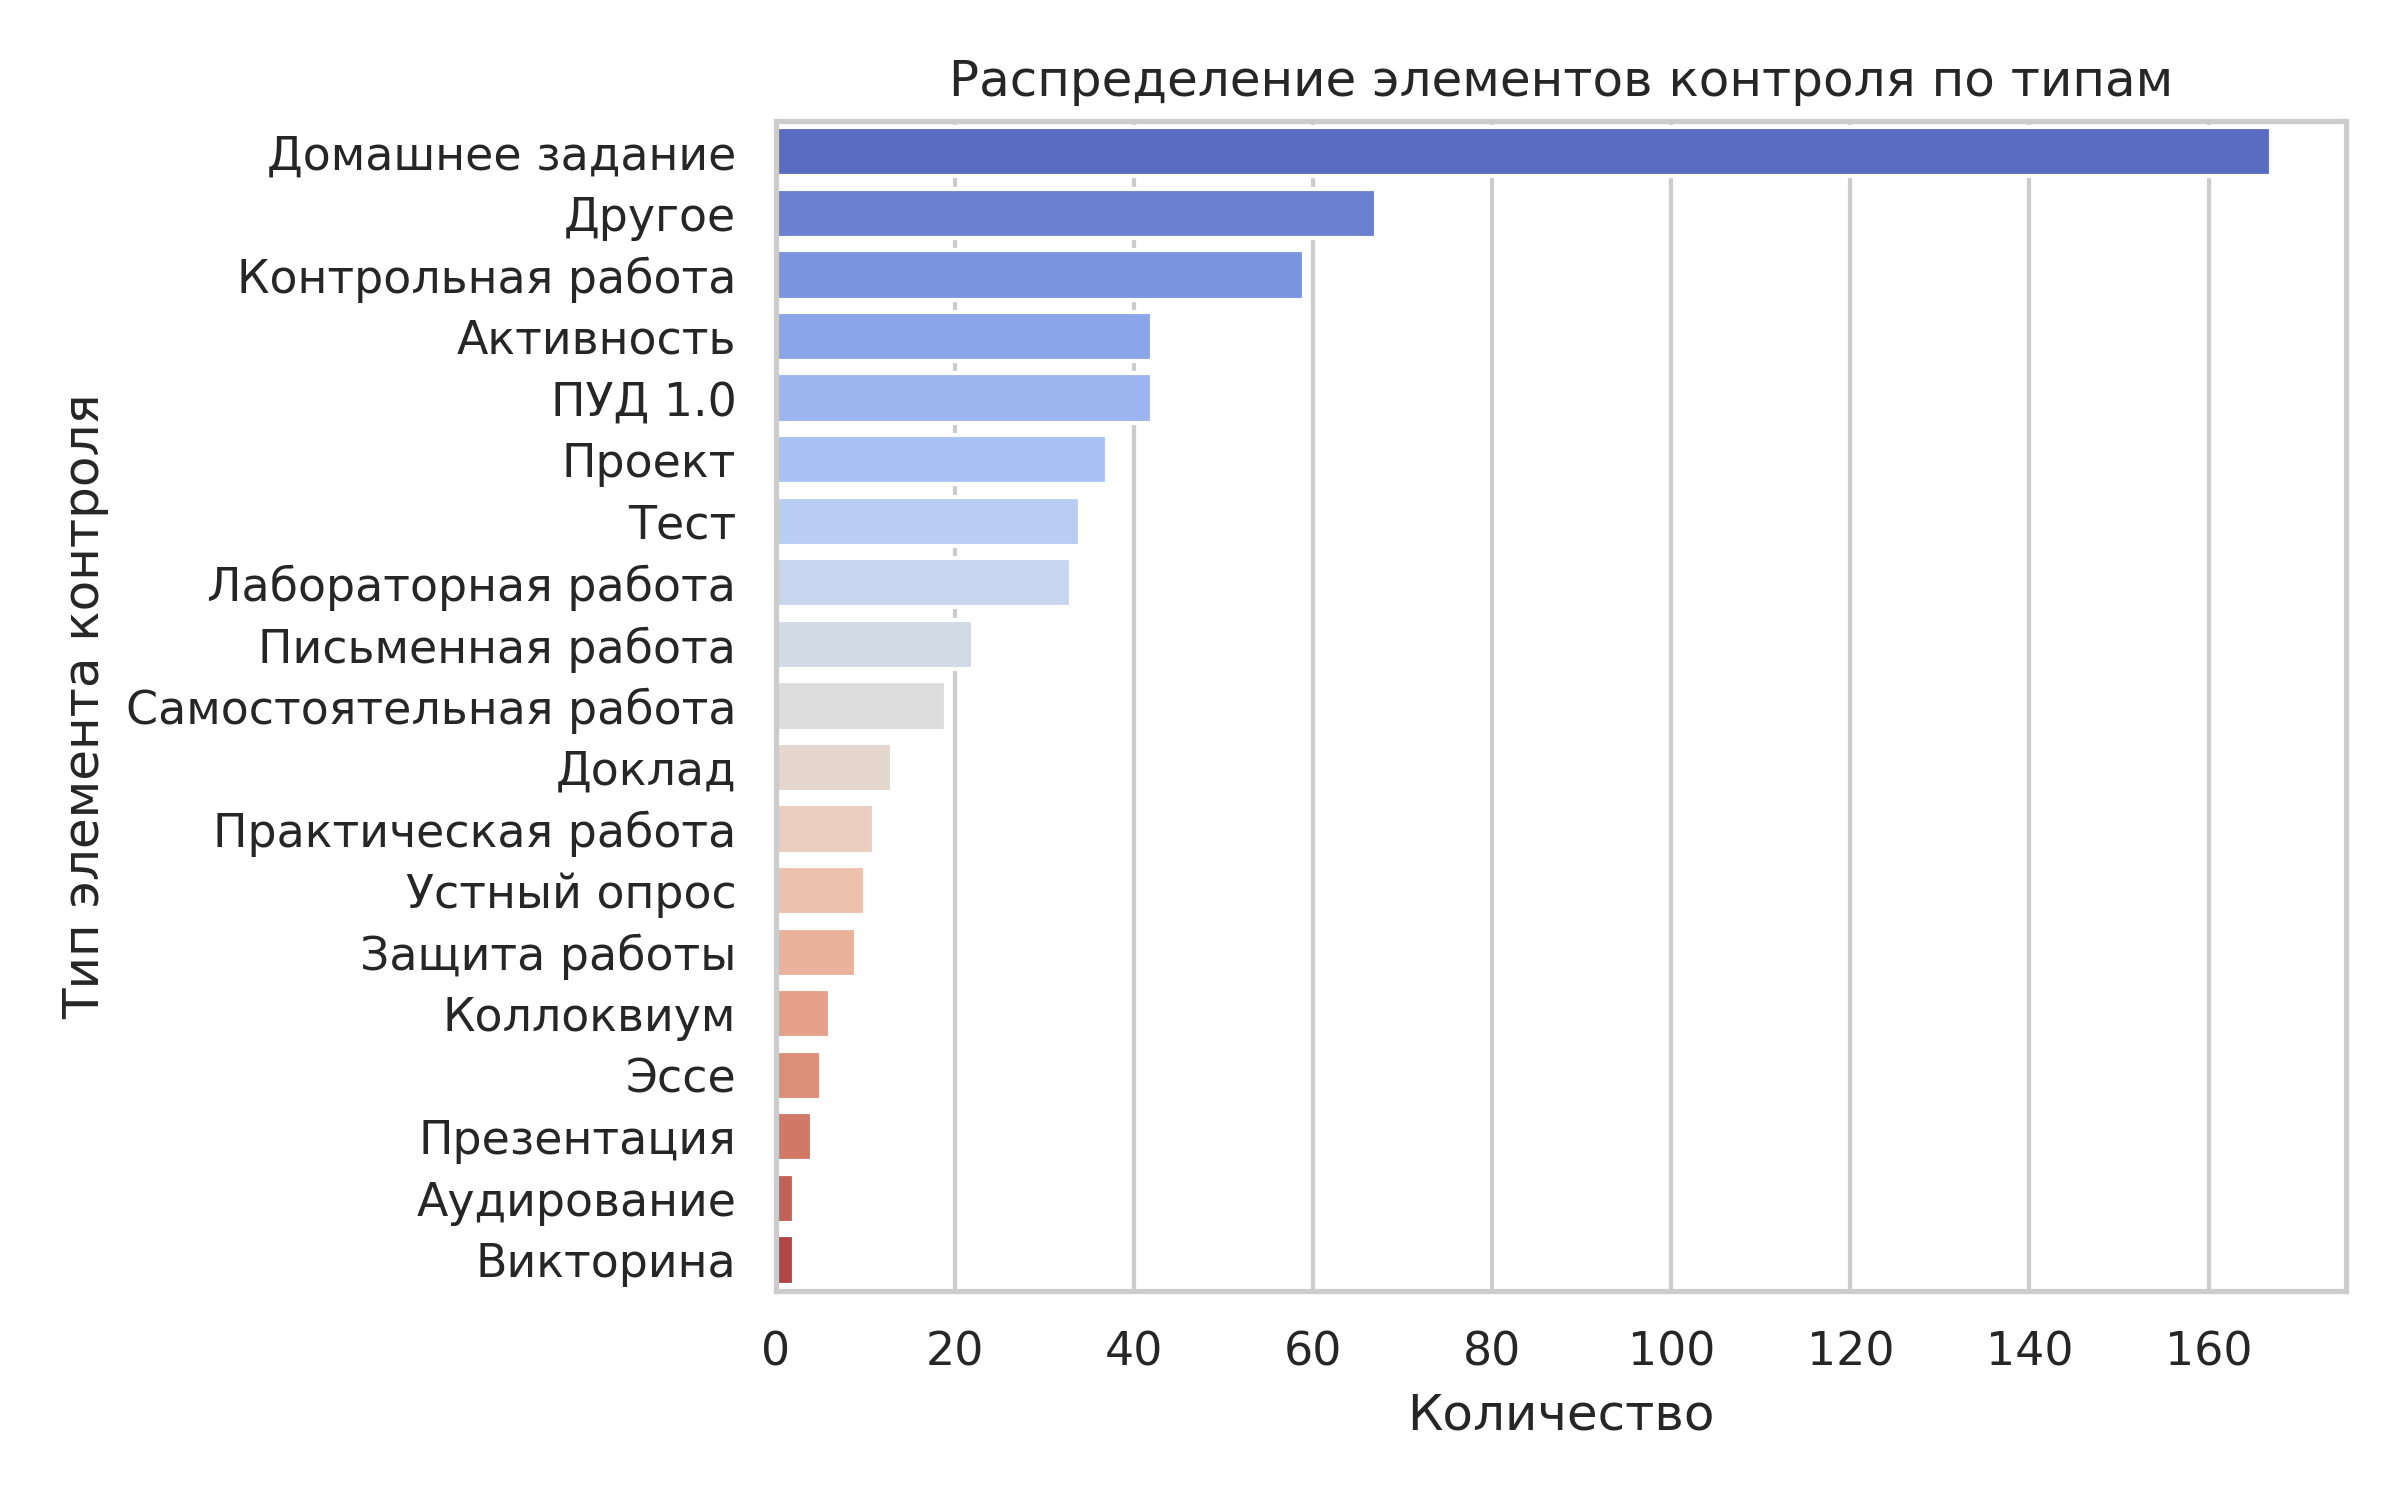 Распределение элементов контроля по типам
Тип элемента контроля
Домашнее задание
Другое
Контрольная работа
Активность
ПУД 1.0
Проект
Тест
Лабораторная работа
Письменная работа
Самостоятельная работа
Доклад
Практическая работа
Устный опрос
Защита работы
Коллоквиум
Эссе
Презентация
Аудирование
Викторина
0 20 40 60 80 100 120 140 160
Количество